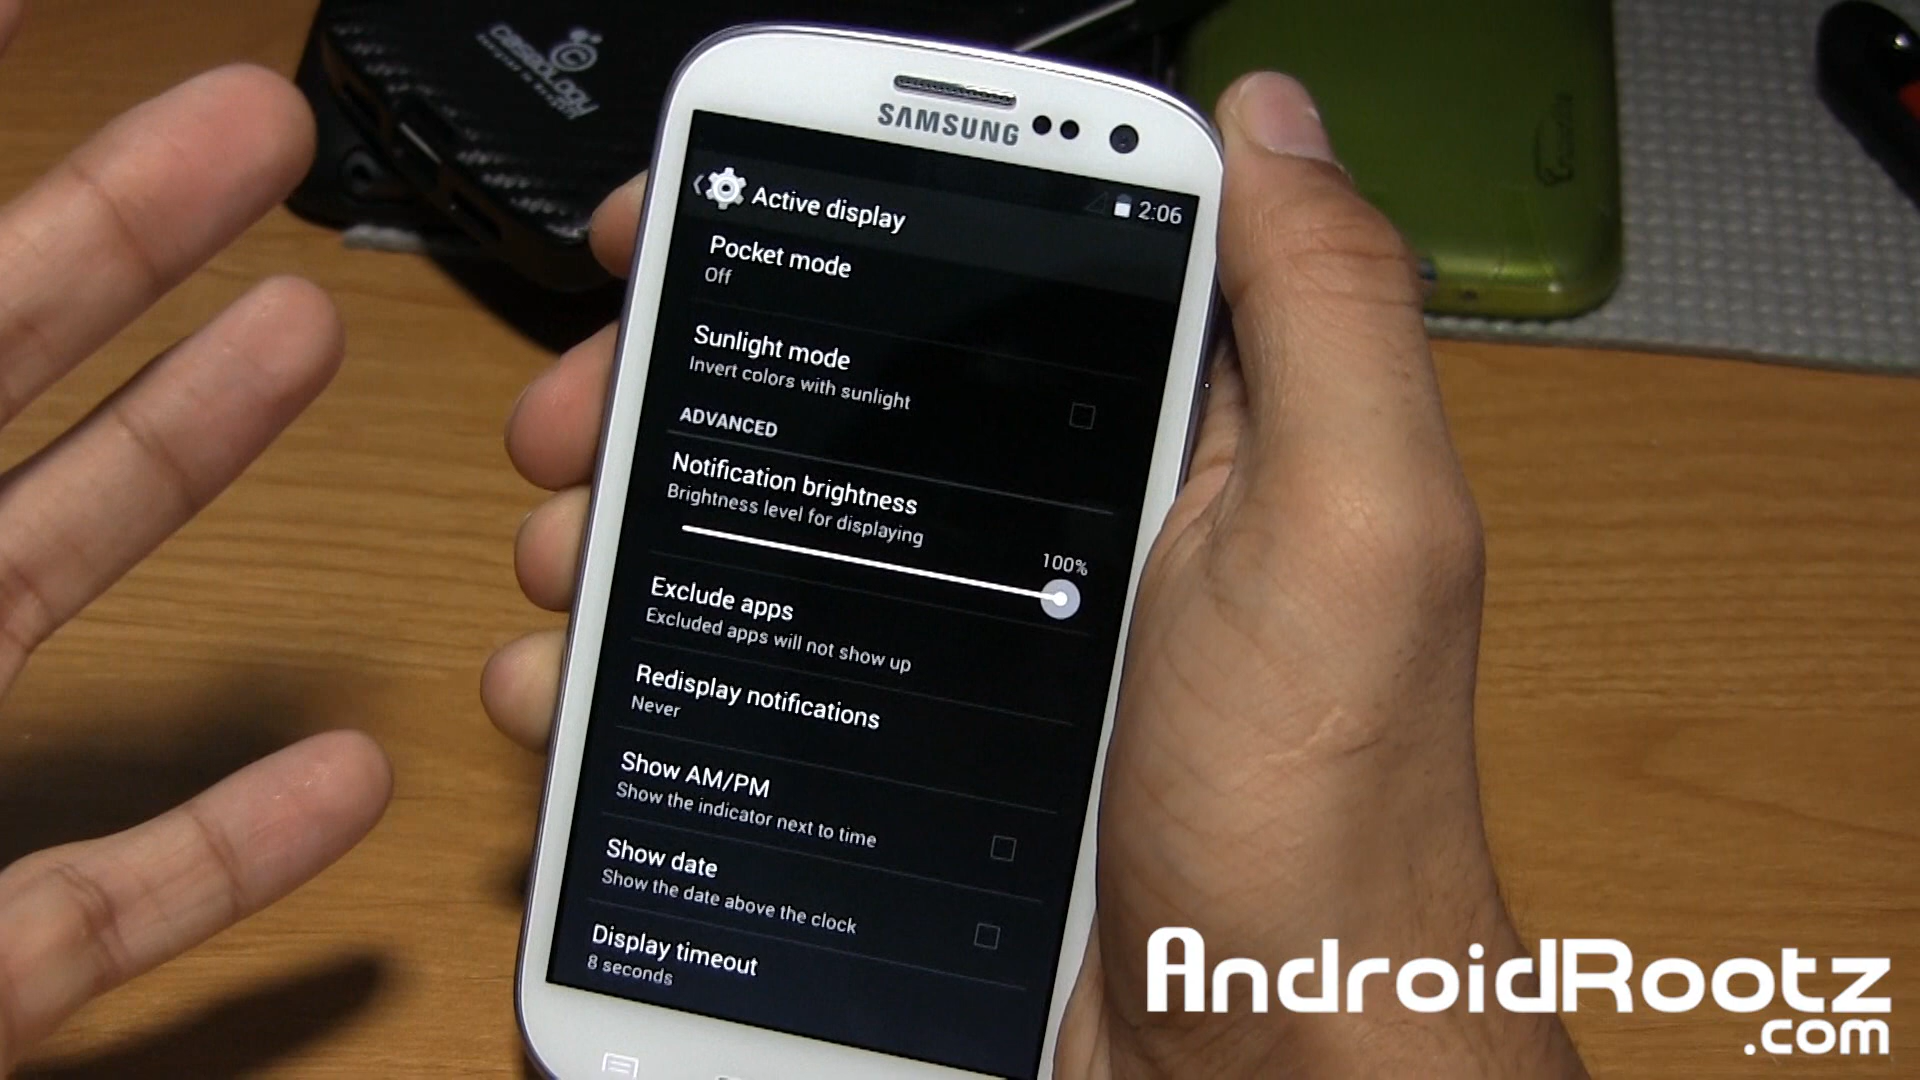 caseology
SAMSUNG
2:06
Active display
Pocket mode
Off
Sunlight mode
Invert colors with sunlight
ADVANCED
Notification brightness
Brightness level for displaying
100%
Exclude apps
Excluded apps will not show up
Redisplay notifications
Never
Show AM/PM
Show the indicator next to time
Show date
Show the date above the clock
Display timeout
8 seconds
AndroidRootz
.com